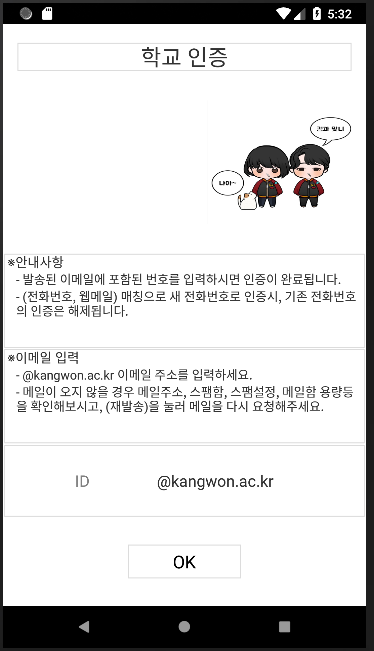 5:32
학교 인증
나이~
※안내사항
- 발송된 이메일에 포함된 번호를 입력하시면 인증이 완료됩니다.
- (전화번호, 웹메일) 매칭으로 새 전화번호로 인증시, 기존 전화번호
의 인증은 해제됩니다.
※이메일 입력
- @kangwon.ac.kr 이메일 주소를 입력하세요.
- 메일이 오지 않을 경우 메일주소, 스팸함, 스팸설정, 메일함 용량등
을 확인해보시고, (재발송)을 눌러 메일을 다시 요청해주세요.
ID @kangwon.ac.kr
OK